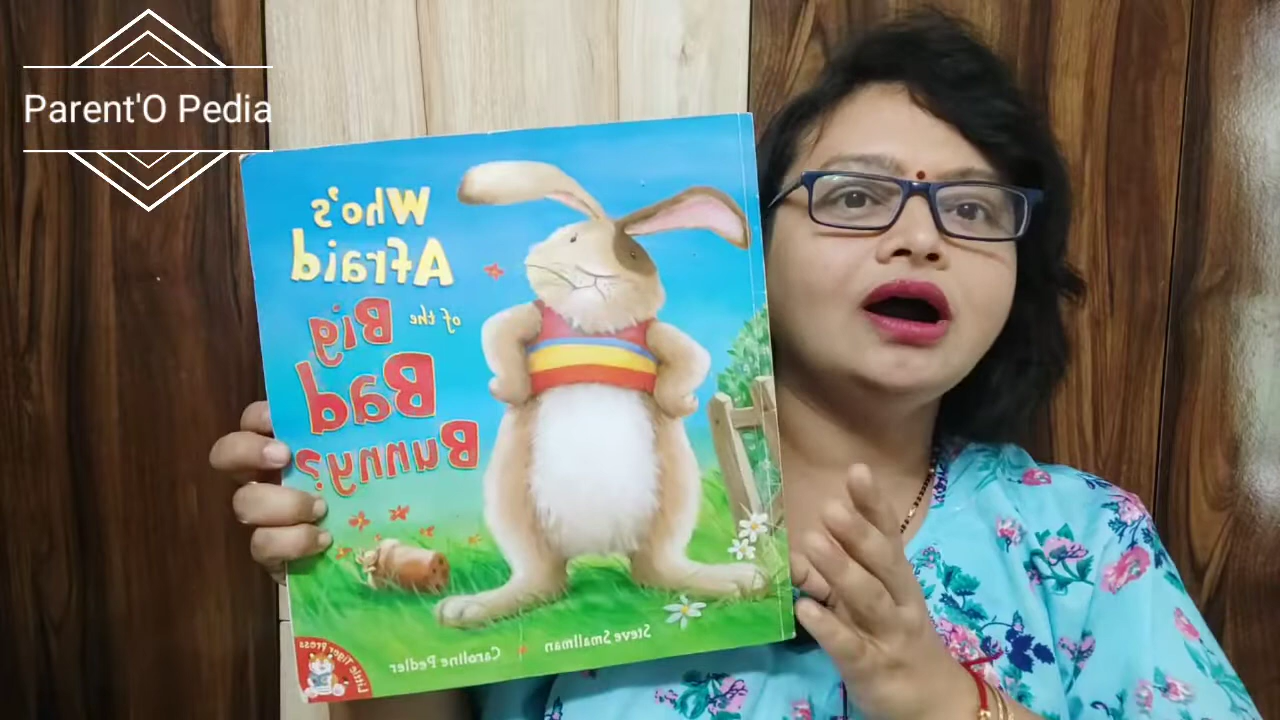 Parent'O Pedia
Who's
Afraid
of the Big
Bad
Bunny?
Steve Smallman
Caroline Pedler
Little Tiger Press